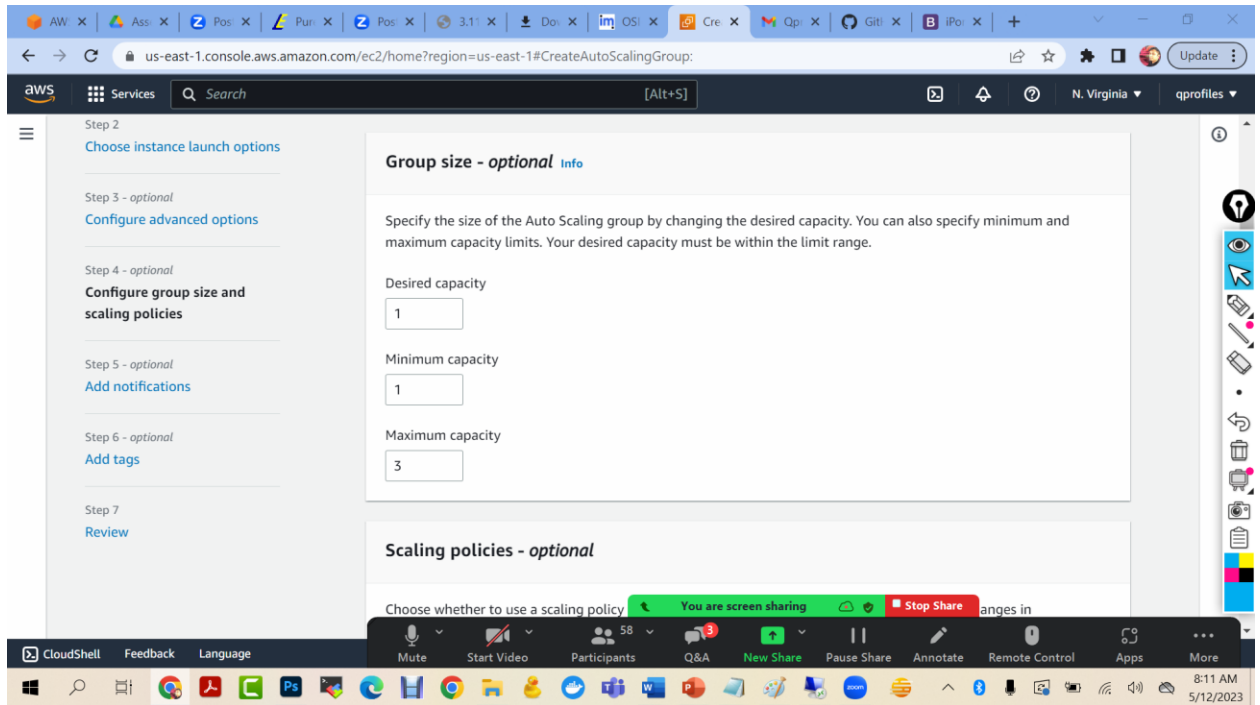 AW
Ass
Pos
Pur
Pos
3.11
Dov
OSI
Cre
Qpr
Gitl
iPor
us-east-1.console.aws.amazon.com/ec2/home?region=us-east-1#CreateAutoScalingGroup:
Update
aws
Services
Search
[Alt+S]
N. Virginia
qprofiles
Step 2
Choose instance launch options
Step 3 - optional
Configure advanced options
Step 4 - optional
Configure group size and
scaling policies
Step 5 - optional
Add notifications
Step 6 - optional
Add tags
Step 7
Review
Group size - optional Info
Specify the size of the Auto Scaling group by changing the desired capacity. You can also specify minimum and
maximum capacity limits. Your desired capacity must be within the limit range.
Desired capacity
1
Minimum capacity
1
Maximum capacity
3
Scaling policies - optional
Choose whether to use a scaling policy
anges in
You are screen sharing
Stop Share
Mute
Start Video
58
Participants
3
Q&A
New Share
Pause Share
Annotate
Remote Control
Apps
More
CloudShell
Feedback
Language
8:11 AM
5/12/2023